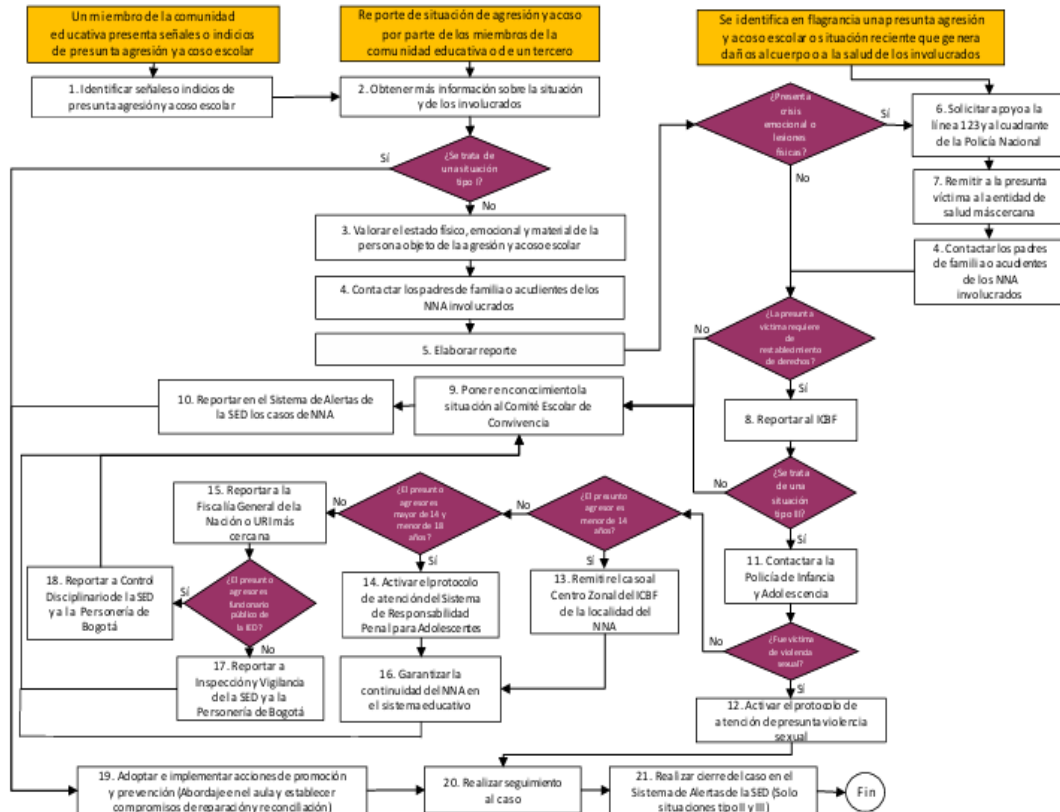 Un miembro de la comunidad
educativa presenta señales o indicios
de presunta agresión y acoso escolar
Reporte de situación de agresión y acoso
por parte de los miembros de la
comunidad educativa o de un tercero
Se identifica en flagrancia una presunta agresión
y acoso escolar o situación reciente que genera
daños al cuerpo o a la salud de los involucrados
1. Identificar señales o indicios de
presunta agresión y acoso escolar
2. Obtener más información sobre la situación
y de los involucrados
¿Presenta
crisis
emocional o
lesiones
físicas?
Sí
No
6. Solicitar apoyo a la
línea 123 y al cuadrante
de la Policía Nacional
¿Se trata de
una situación
tipo I?
Sí
No
7. Remitir a la presunta
víctima a la entidad de
salud más cercana
3. Valorar el estado físico, emocional y material de la
persona objeto de la agresión y acoso escolar
4. Contactar los padres
de familia o acudientes
de los NNA
involucrados
4. Contactar los padres de familia o acudientes de los
NNA involucrados
5. Elaborar reporte
¿La presunta
víctima requiere
de
restablecimiento
de derechos?
No
Sí
10. Reportar en el Sistema de Alertas de
la SED los casos de NNA
9. Poner en conocimiento la
situación al Comité Escolar de
Convivencia
8. Reportar al ICBF
¿Se trata
de una
situación
tipo III?
No
Sí
15. Reportar a la
Fiscalía General de la
Nación o URI más
cercana
No
¿El presunto
agresor es
mayor de 14 y
menor de 18
años?
Sí
No
¿El presunto
agresor es
menor de 14
años?
Sí
11. Contactar a la
Policía de Infancia
y Adolescencia
18. Reportar a Control
Disciplinario de la SED
y a la Personería de
Bogotá
Sí
¿El presunto
agresor es
funcionario
público de
la IED?
No
14. Activar el protocolo
de atención del Sistema
de Responsabilidad
Penal para Adolescentes
13. Remitir el caso al
Centro Zonal del ICBF
de la localidad del
NNA
No
¿Fue víctima
de violencia
sexual?
Sí
17. Reportar a
Inspección y Vigilancia
de la SED y a la
Personería de Bogotá
16. Garantizar la
continuidad del NNA en
el sistema educativo
12. Activar el protocolo de
atención de presunta violencia
sexual
19. Adoptar e implementar acciones de promoción
y prevención (Abordaje en el aula y establecer
compromisos de reparación y reconciliación)
20. Realizar seguimiento
al caso
21. Realizar cierre del caso en el
Sistema de Alertas de la SED (Solo
situaciones tipo II y III)
Fin